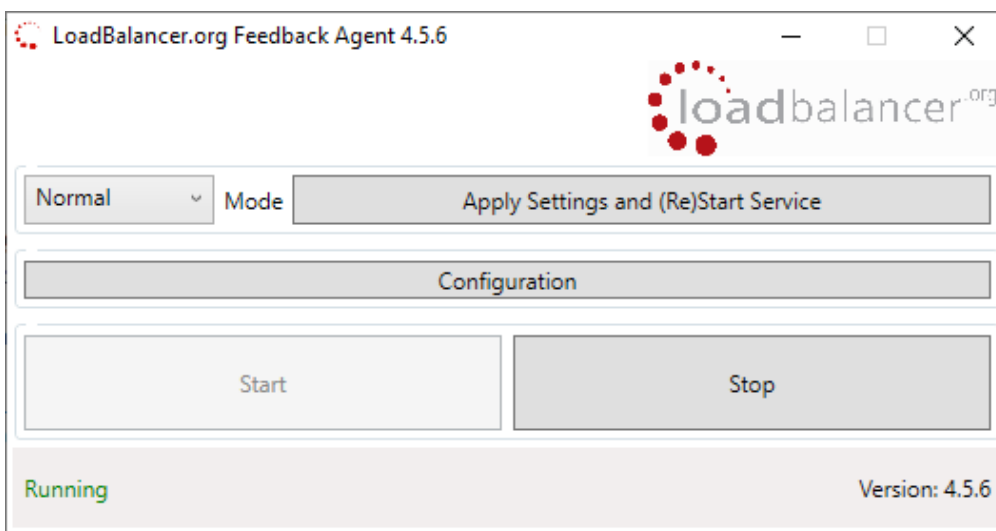 LoadBalancer.org Feedback Agent 4.5.6
loadbalancer.org
Normal Mode Apply Settings and (Re)Start Service
Configuration
Start Stop
Running Version: 4.5.6